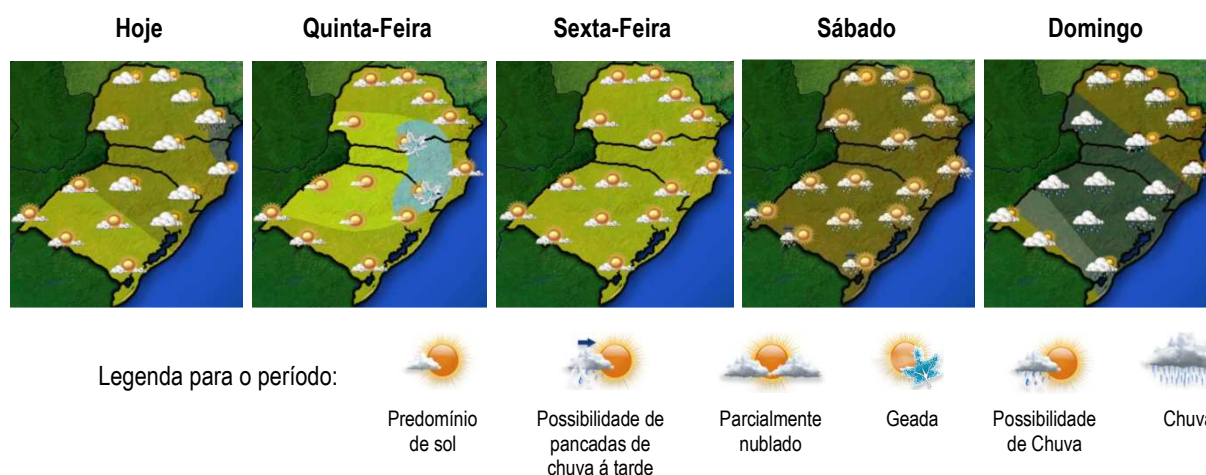 Hoje Quinta-Feira Sexta-Feira Sábado Domingo
Legenda para o período:
Predomínio
de sol
Possibilidade de
pancadas de
chuva á tarde
Parcialmente
nublado
Geada
Possibilidade
de Chuva
Chuva